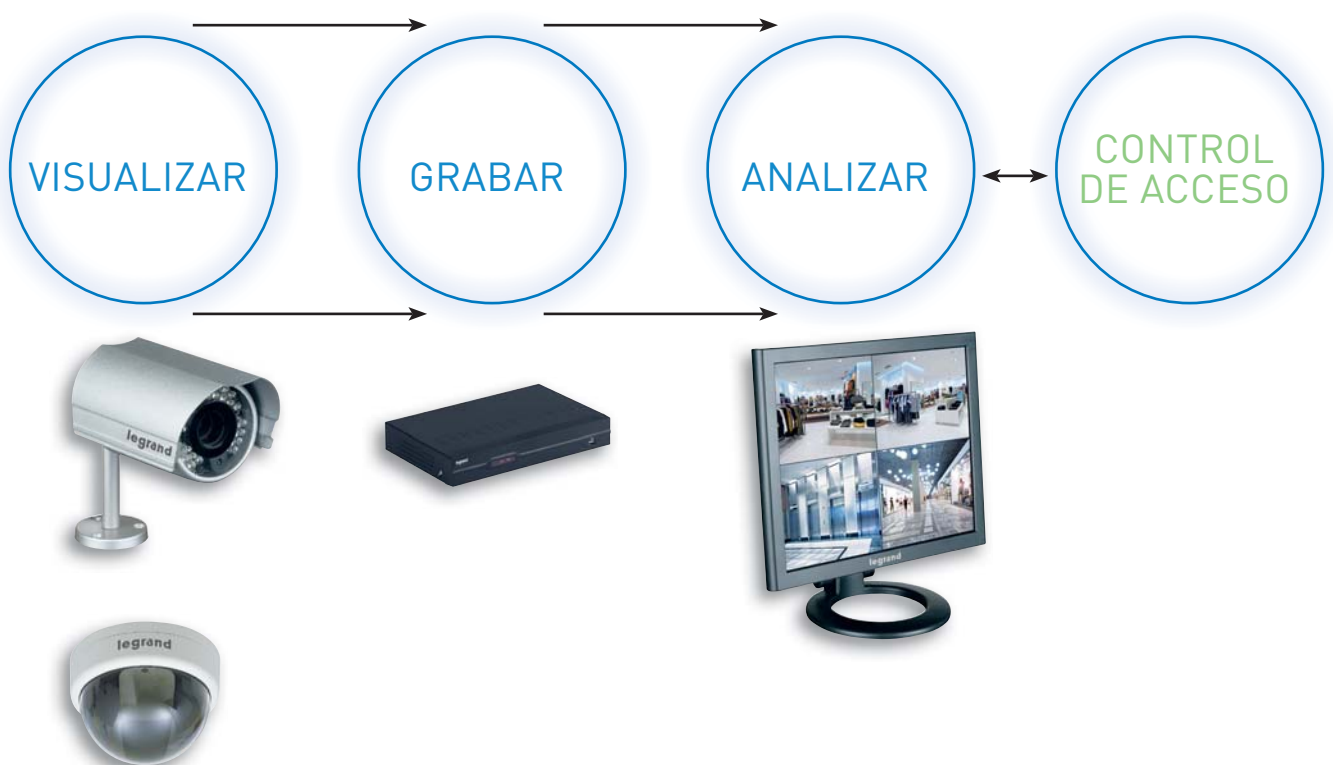 VISUALIZAR
GRABAR
ANALIZAR
CONTROL
DE ACCESO
legrand
legrand
legrand